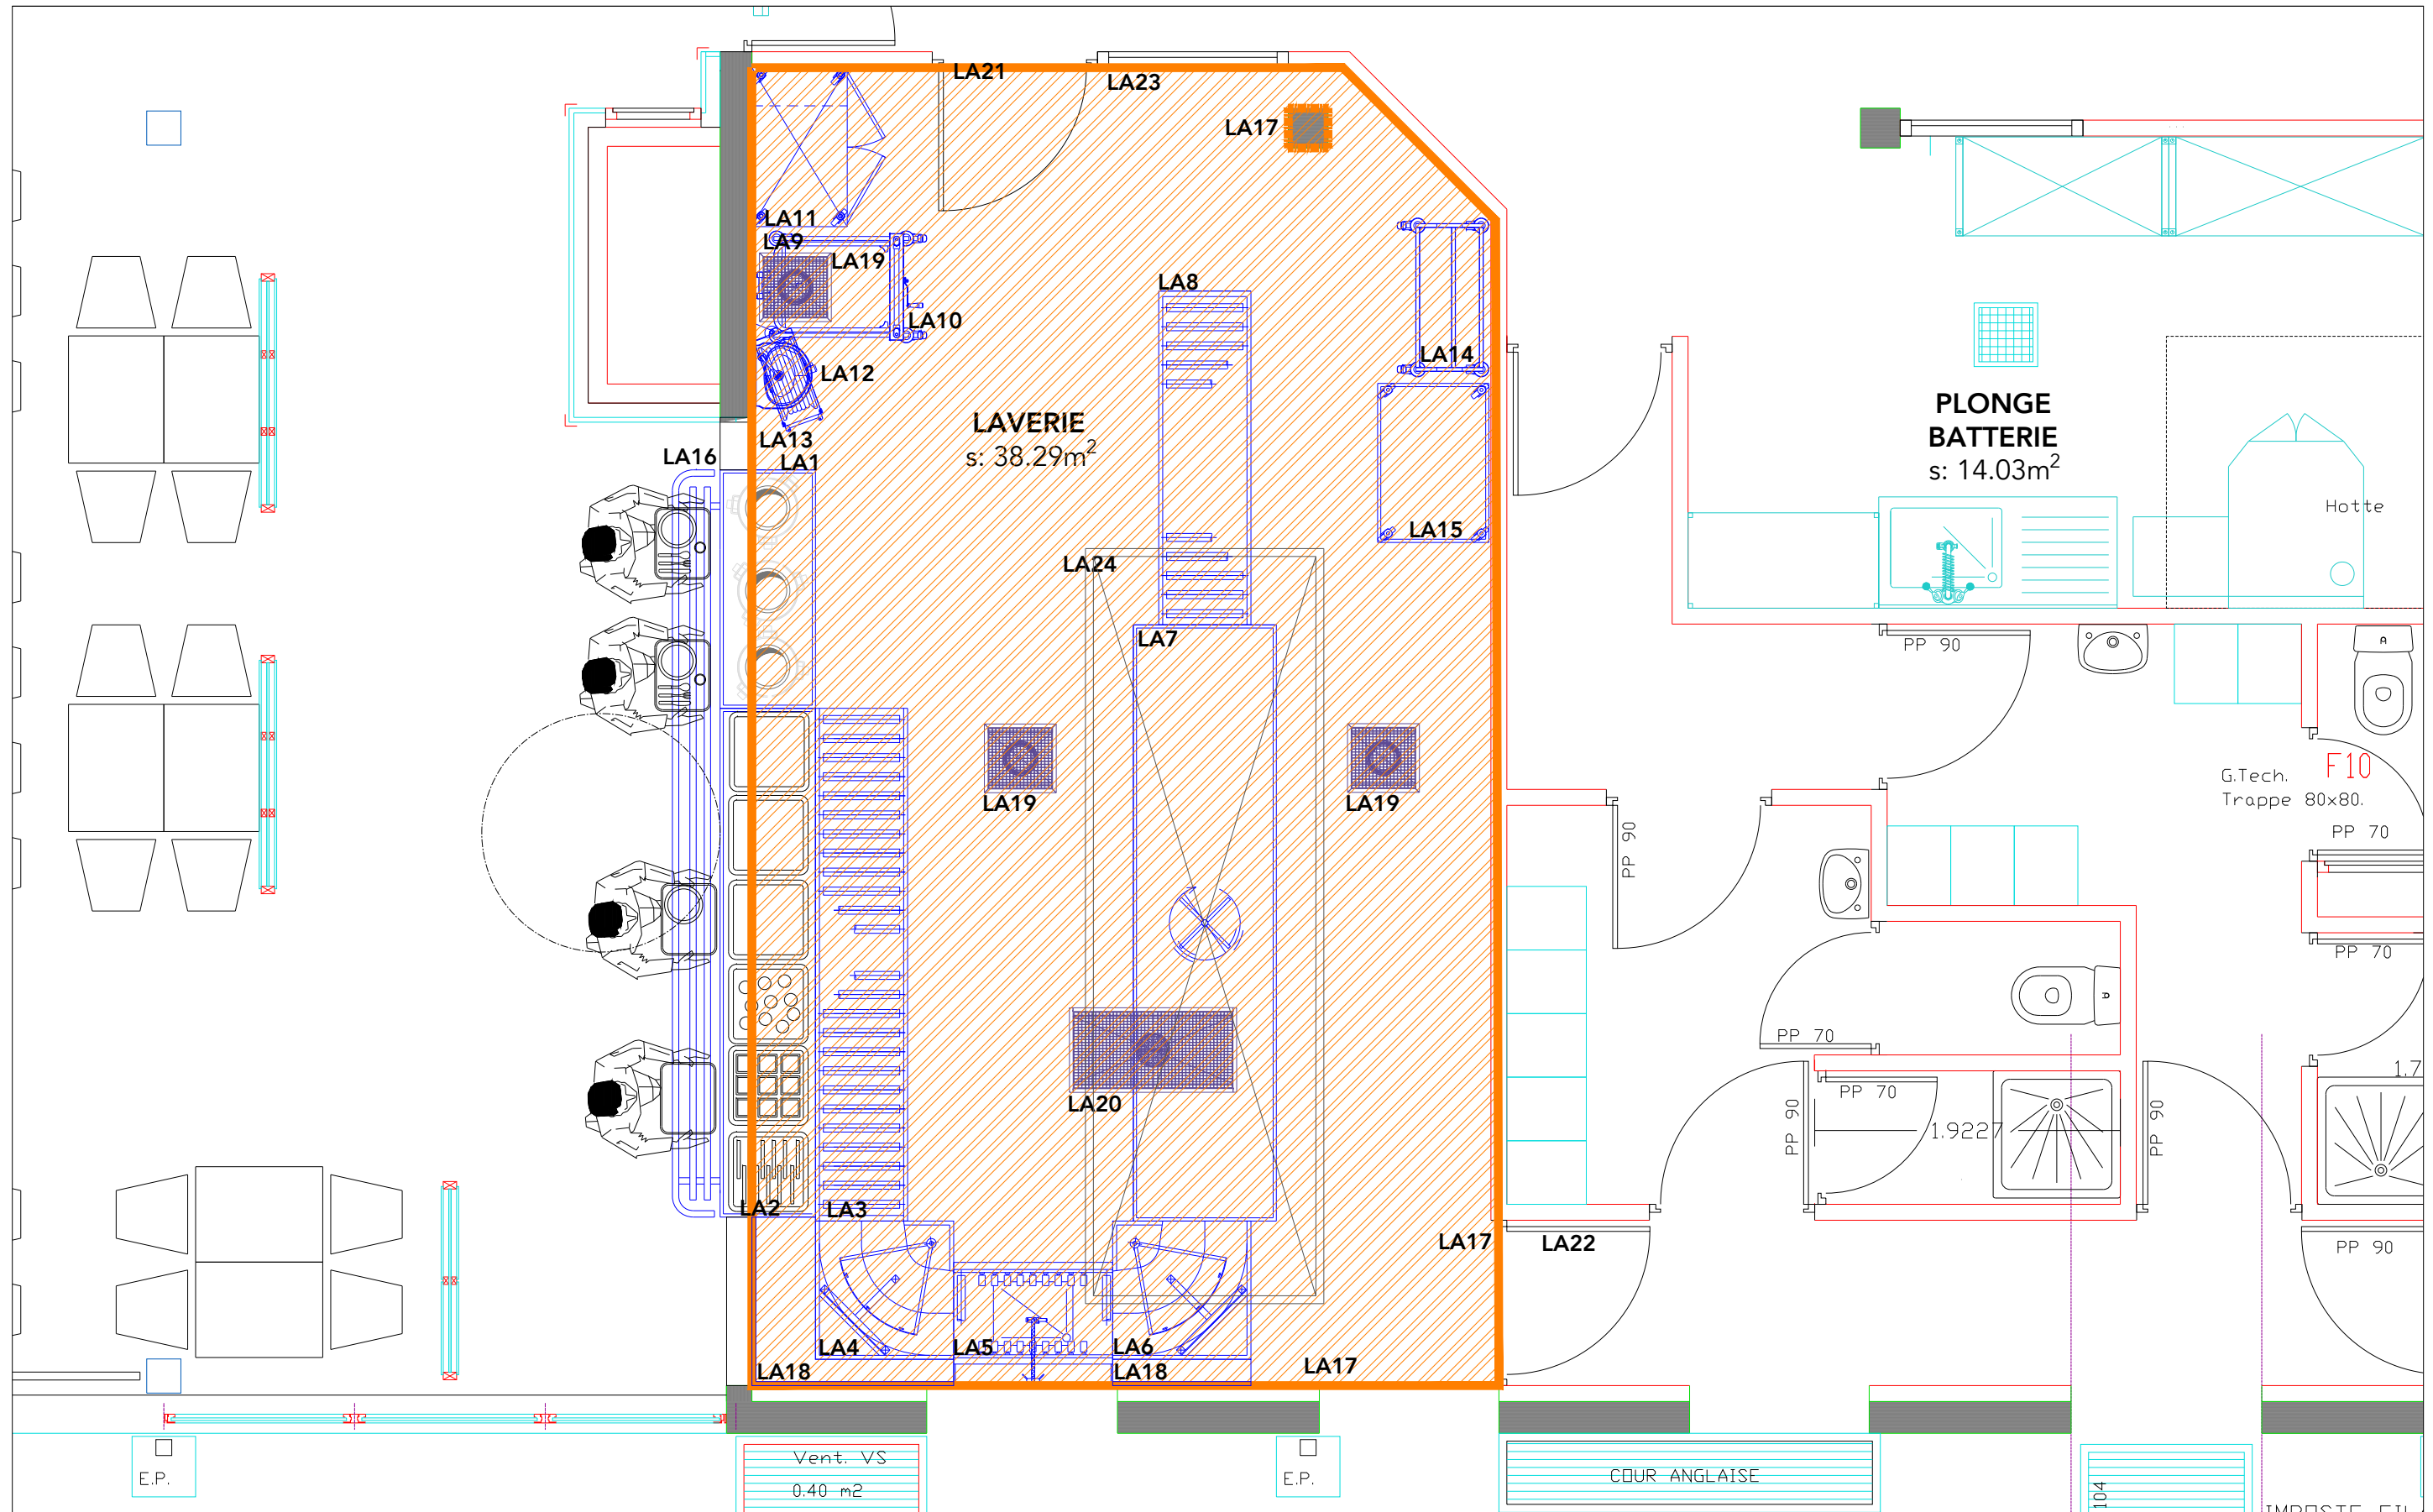 LA21
LA23
LA17
LA11
LA9
LA19
LA10
LA8
LA14
LA12
LAVERIE
s: 38.29m²
LA13
LA16
LA1
LA15
LA24
LA7
PLONGE
BATTERIE
s: 14.03m²
Hotte
PP 90
A
F10
G.Tech.
Trappe 80x80.
PP 70
LA19
LA19
PP 90
PP 70
A
PP 70
LA20
PP 70
PP 90
1.9227
PP 90
1.7
LA2
LA3
LA17
LA22
PP 90
LA4
LA5
LA6
LA18
LA18
LA17
Vent. VS
0.40 m2
E.P.
E.P.
COUR ANGLAISE
104